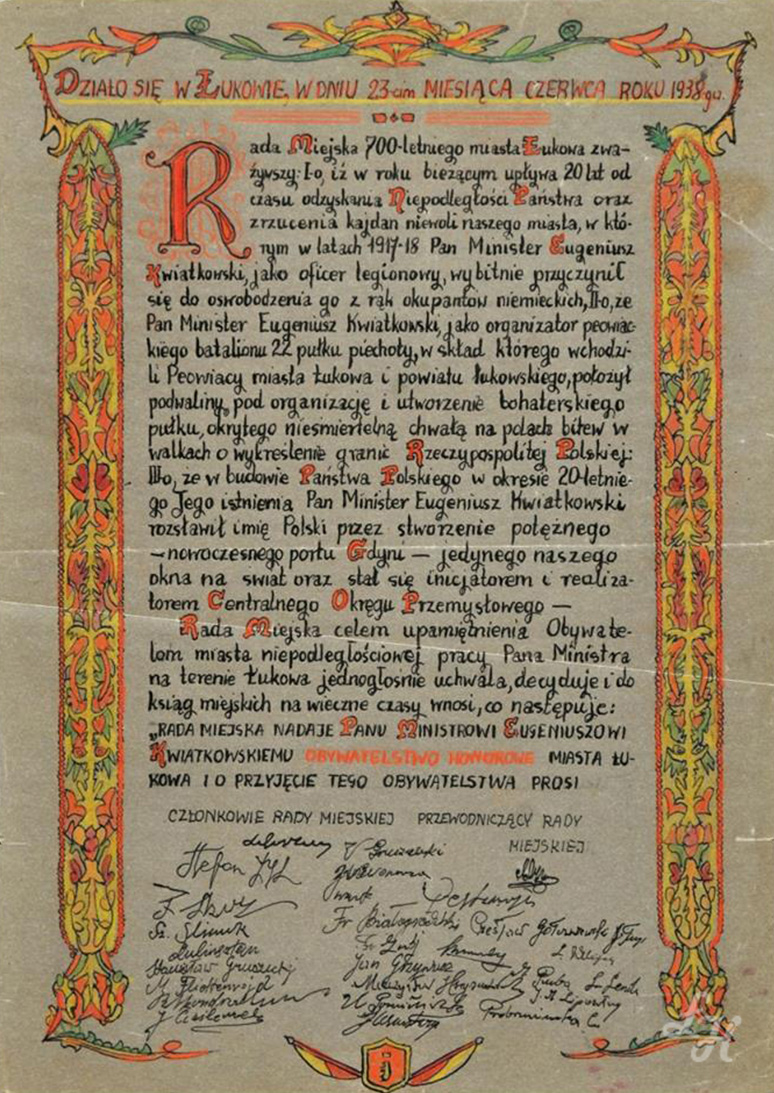 DZIAŁO SIĘ W ŁUKOWIE, W DNIU 23-cim MIESIĄCA CZERWCA ROKU 1938 go.
Rada Miejska 700-letniego miasta Łukowa zwa-
żywszy: I-o, iż w roku bieżącym upływa 20 lat od
czasu odzyskania Niepodległości Państwa oraz
zrzucenia kajdan niewoli naszego miasta, w któ-
rym w latach 1917-18 Pan Minister Eugeniusz
Kwiatkowski, jako oficer legionowy, wybitnie przyczynił
się do oswobodzenia go z rąk okupantów niemieckich, II-o, że
Pan Minister Eugeniusz Kwiatkowski, jako organizator peowiac-
kiego batalionu 22 pułku piechoty, w skład którego wchodzi-
li Peowiacy miasta Łukowa i powiatu łukowskiego, położył
podwaliny pod organizację i utworzenie bohaterskiego
pułku, okrytego nieśmiertelną chwałą na polach bitew w
walkach o wykreślenie granic Rzeczypospolitej Polskiej:
III-o, że w budowie Państwa Polskiego w okresie 20-letnie-
go Jego istnienia Pan Minister Eugeniusz Kwiatkowski
rozsławił imię Polski przez stworzenie potężnego
— nowoczesnego portu Gdyni — jedynego naszego
okna na świat oraz stał się inicjatorem i realiza-
torem Centralnego Okręgu Przemysłowego —
Rada Miejska celem upamiętnienia Obywate-
lom miasta niepodległościowej pracy Pana Ministra
na terenie Łukowa jednogłośnie uchwala, decyduje i do
ksiąg miejskich na wieczne czasy wnosi, co następuje:
„RADA MIEJSKA NADAJE PANU MINISTROWI EUGENIUSZOWI
KWIATKOWSKIEMU OBYWATELSTWO HONOROWE MIASTA ŁU-
KOWA I O PRZYJĘCIE TEGO OBYWATELSTWA PROSI
CZŁONKOWIE RADY MIEJSKIEJ PRZEWODNICZĄCY RADY
MIEJSKIEJ
Stefan
Fr Białogrodzki Czesław
Stanisław Gruszecki
Jan